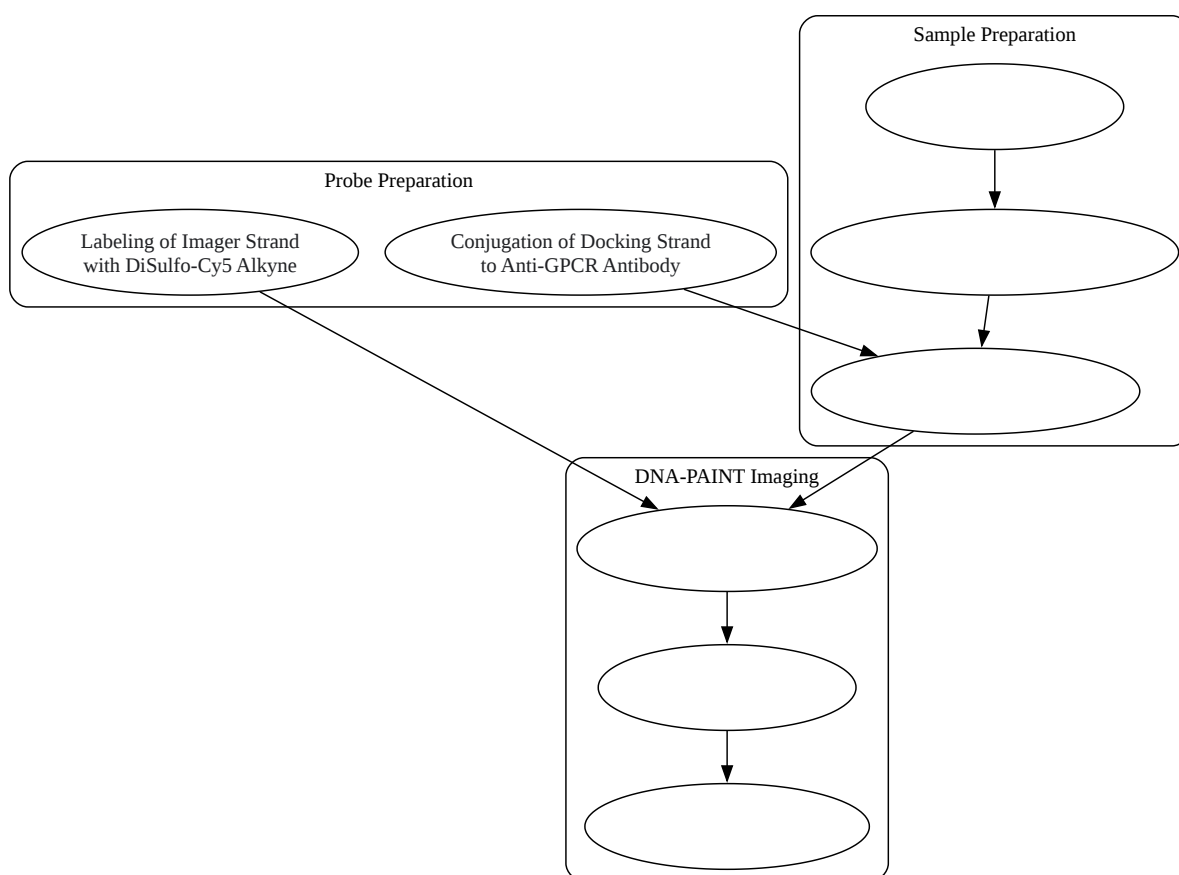 Sample Preparation
Probe Preparation
Labeling of Imager Strand
with DiSulfo-Cy5 Alkyne
Conjugation of Docking Strand
to Anti-GPCR Antibody
DNA-PAINT Imaging